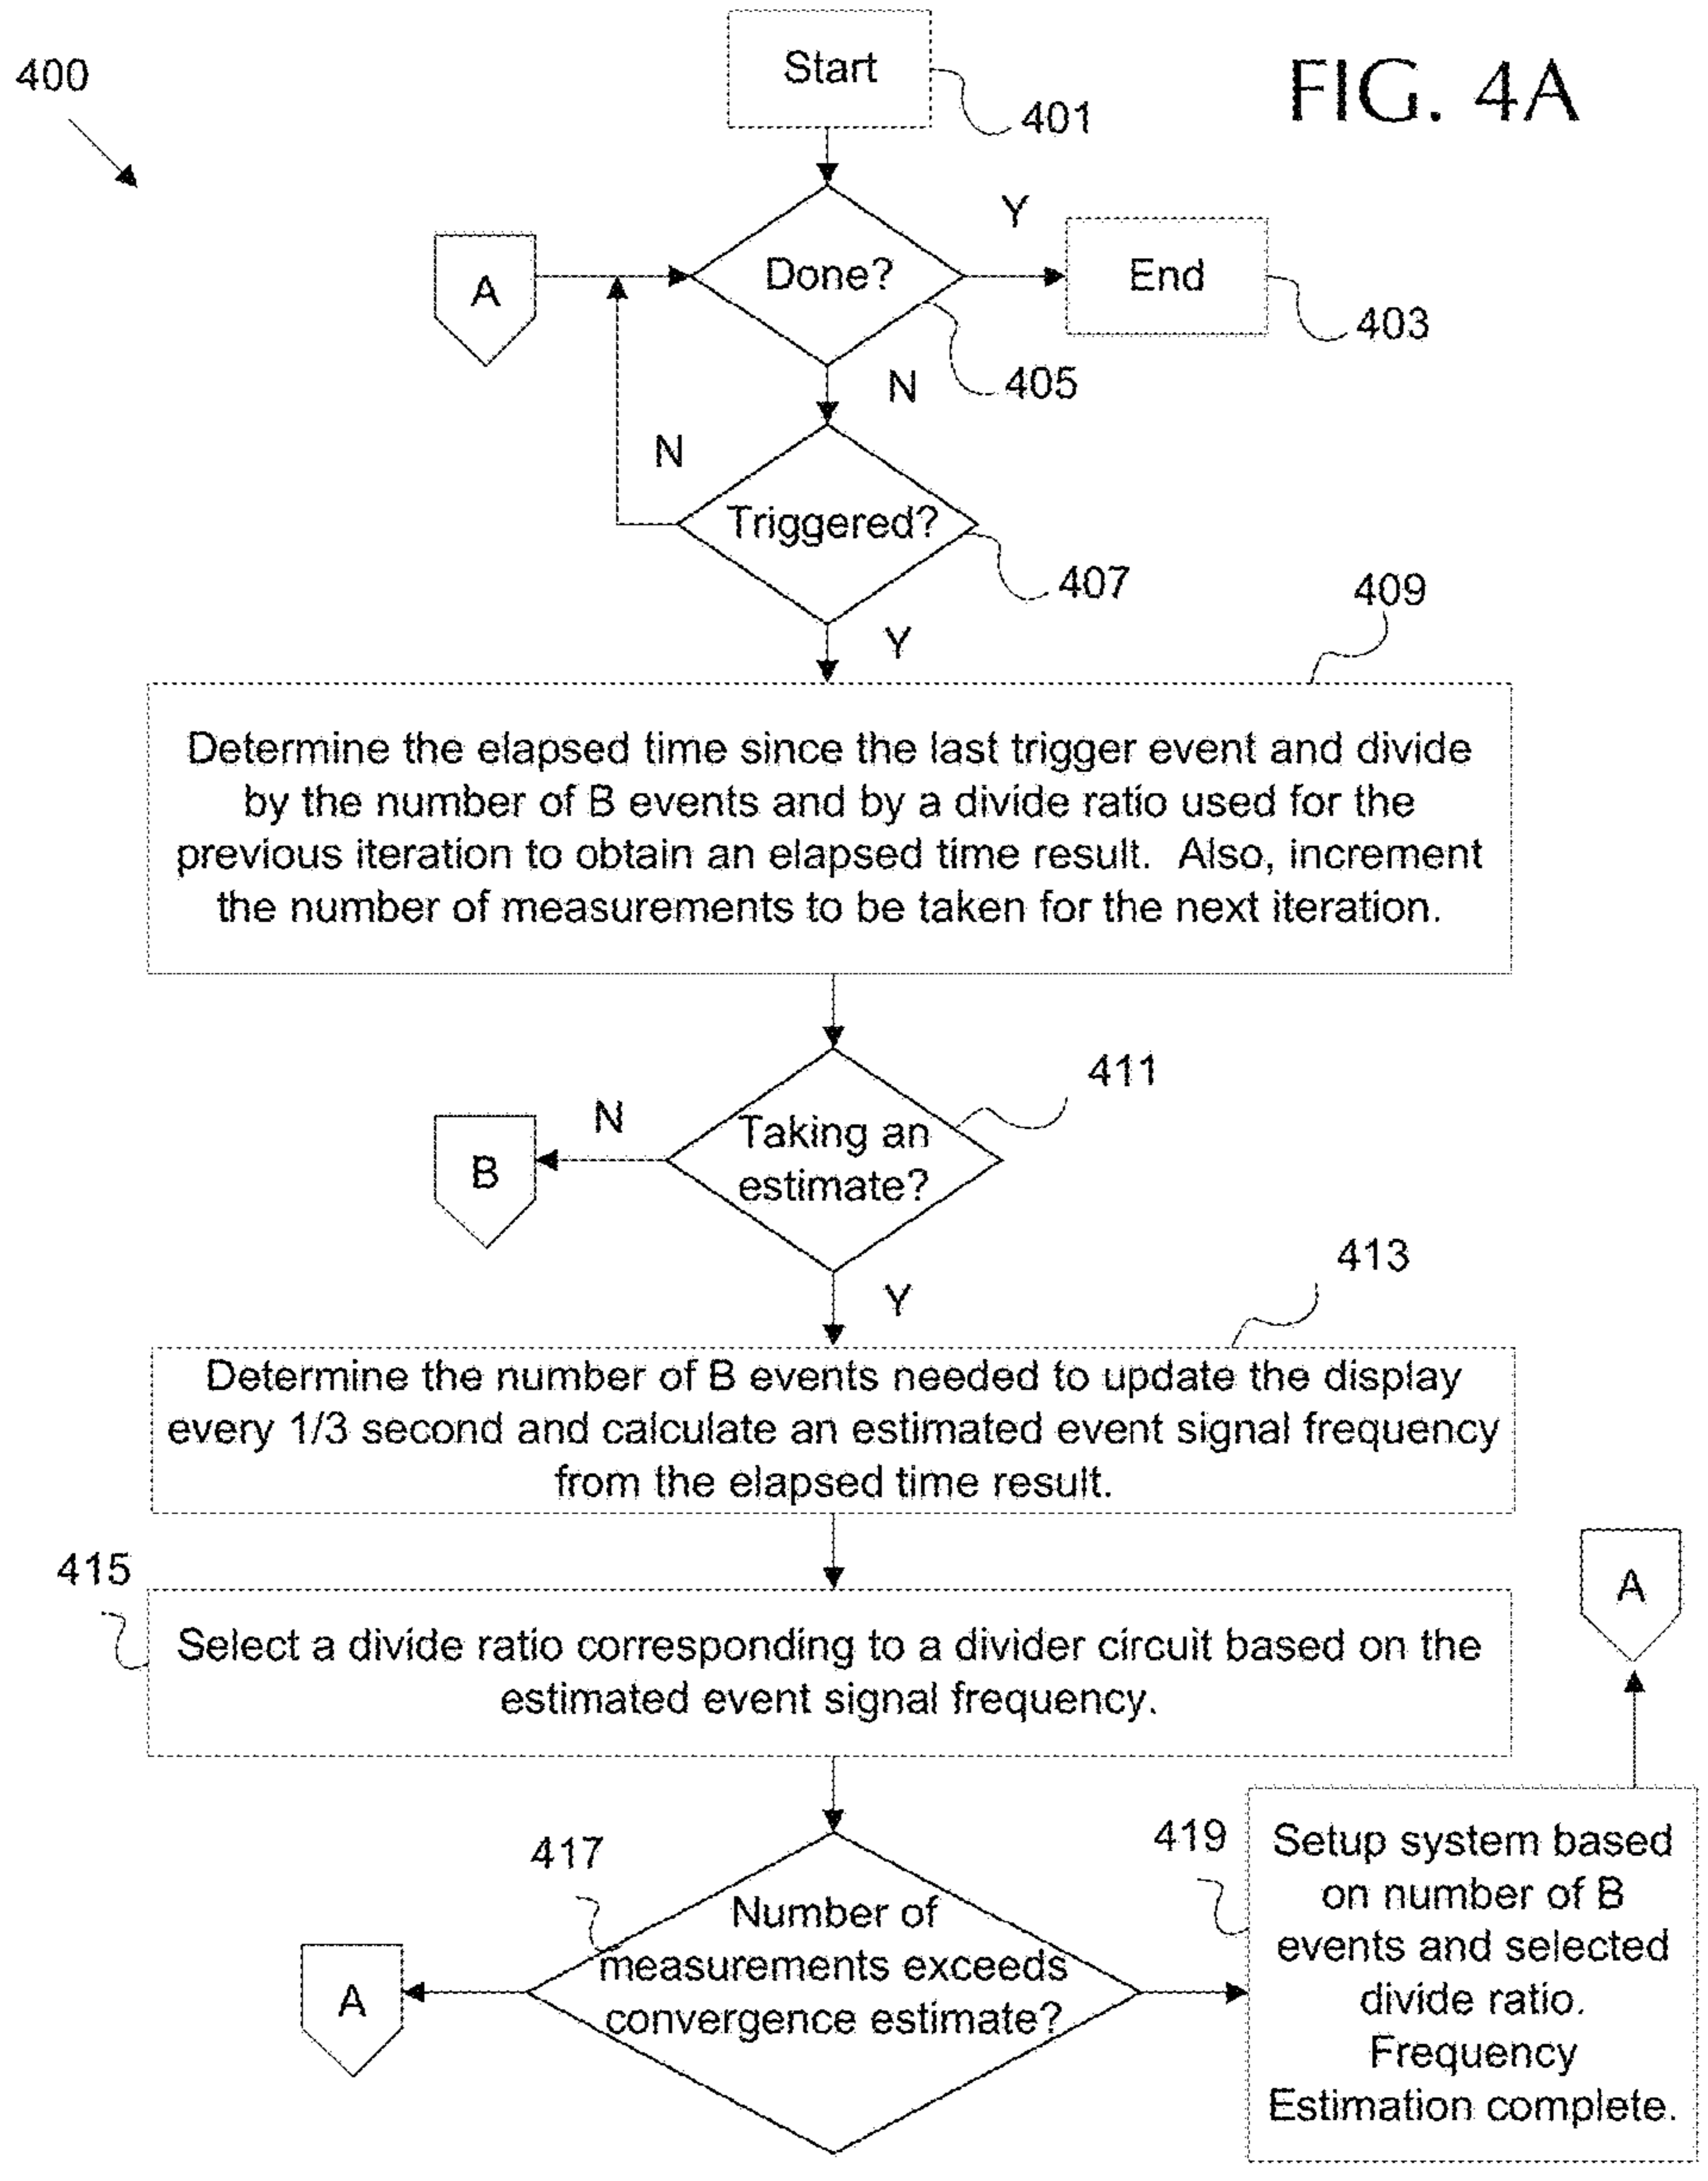 FIG. 4A
400
Start
401
A
Done?
Y
End
403
405
N
N
Triggered?
407
Y
409
Determine the elapsed time since the last trigger event and divide
by the number of B events and by a divide ratio used for the
previous iteration to obtain an elapsed time result. Also, increment
the number of measurements to be taken for the next iteration.
411
N
B
Taking an
estimate?
Y
413
Determine the number of B events needed to update the display
every 1/3 second and calculate an estimated event signal frequency
from the elapsed time result.
415
Select a divide ratio corresponding to a divider circuit based on the
estimated event signal frequency.
A
417
Number of
measurements exceeds
convergence estimate?
A
419
Setup system based
on number of B
events and selected
divide ratio.
Frequency
Estimation complete.